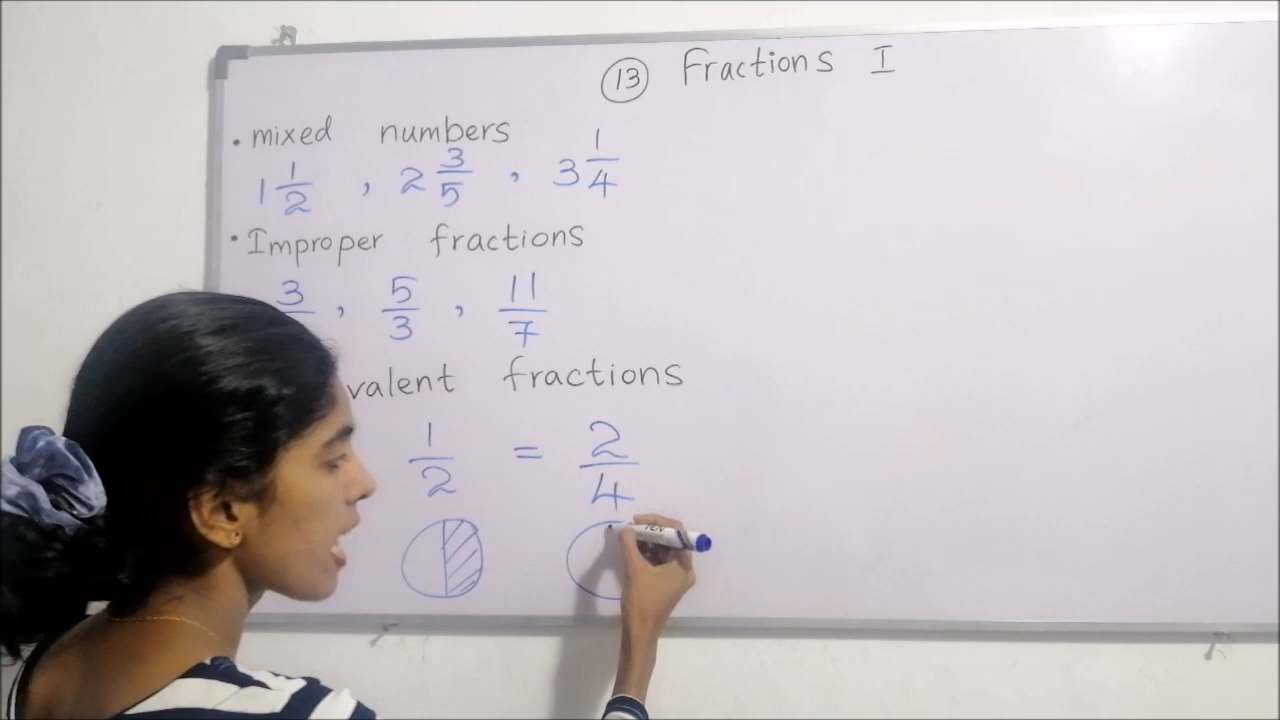 13 Fractions I
• mixed numbers
1 1/2 , 2 3/5 , 3 1/4
• Improper fractions
3 , 5/3 , 11/7
valent fractions
1/2 = 2/4